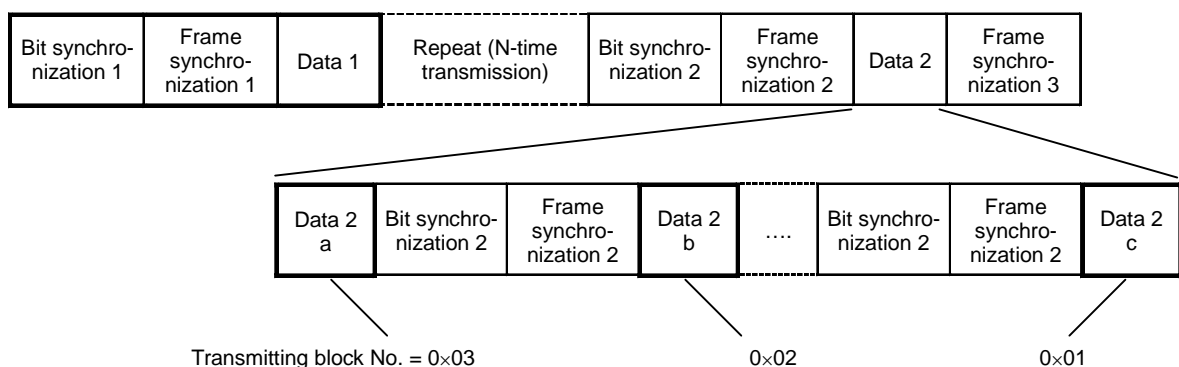 Bit synchro-
nization 1
Frame
synchro-
nization 1
Data 1
Repeat (N-time
transmission)
Bit synchro-
nization 2
Frame
synchro-
nization 2
Data 2
Frame
synchro-
nization 3
Data 2
a
Bit synchro-
nization 2
Frame
synchro-
nization 2
Data 2
b
....
Bit synchro-
nization 2
Frame
synchro-
nization 2
Data 2
c
Transmitting block No. = 0×03
0×02
0×01